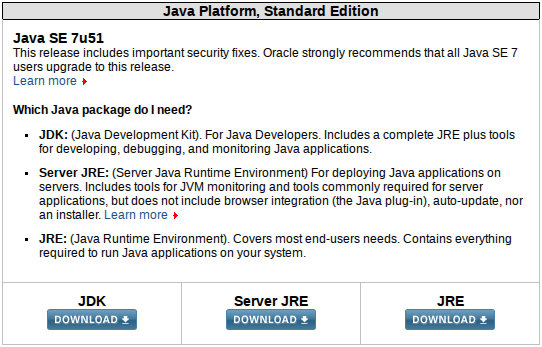 Java Platform, Standard Edition
Java SE 7u51
This release includes important security fixes. Oracle strongly recommends that all Java SE 7
users upgrade to this release.
Learn more
Which Java package do I need?
JDK: (Java Development Kit). For Java Developers. Includes a complete JRE plus tools
for developing, debugging, and monitoring Java applications.
Server JRE: (Server Java Runtime Environment) For deploying Java applications on
servers. Includes tools for JVM monitoring and tools commonly required for server
applications, but does not include browser integration (the Java plug-in), auto-update, nor
an installer. Learn more
JRE: (Java Runtime Environment). Covers most end-users needs. Contains everything
required to run Java applications on your system.
JDK Server JRE JRE
DOWNLOAD DOWNLOAD DOWNLOAD